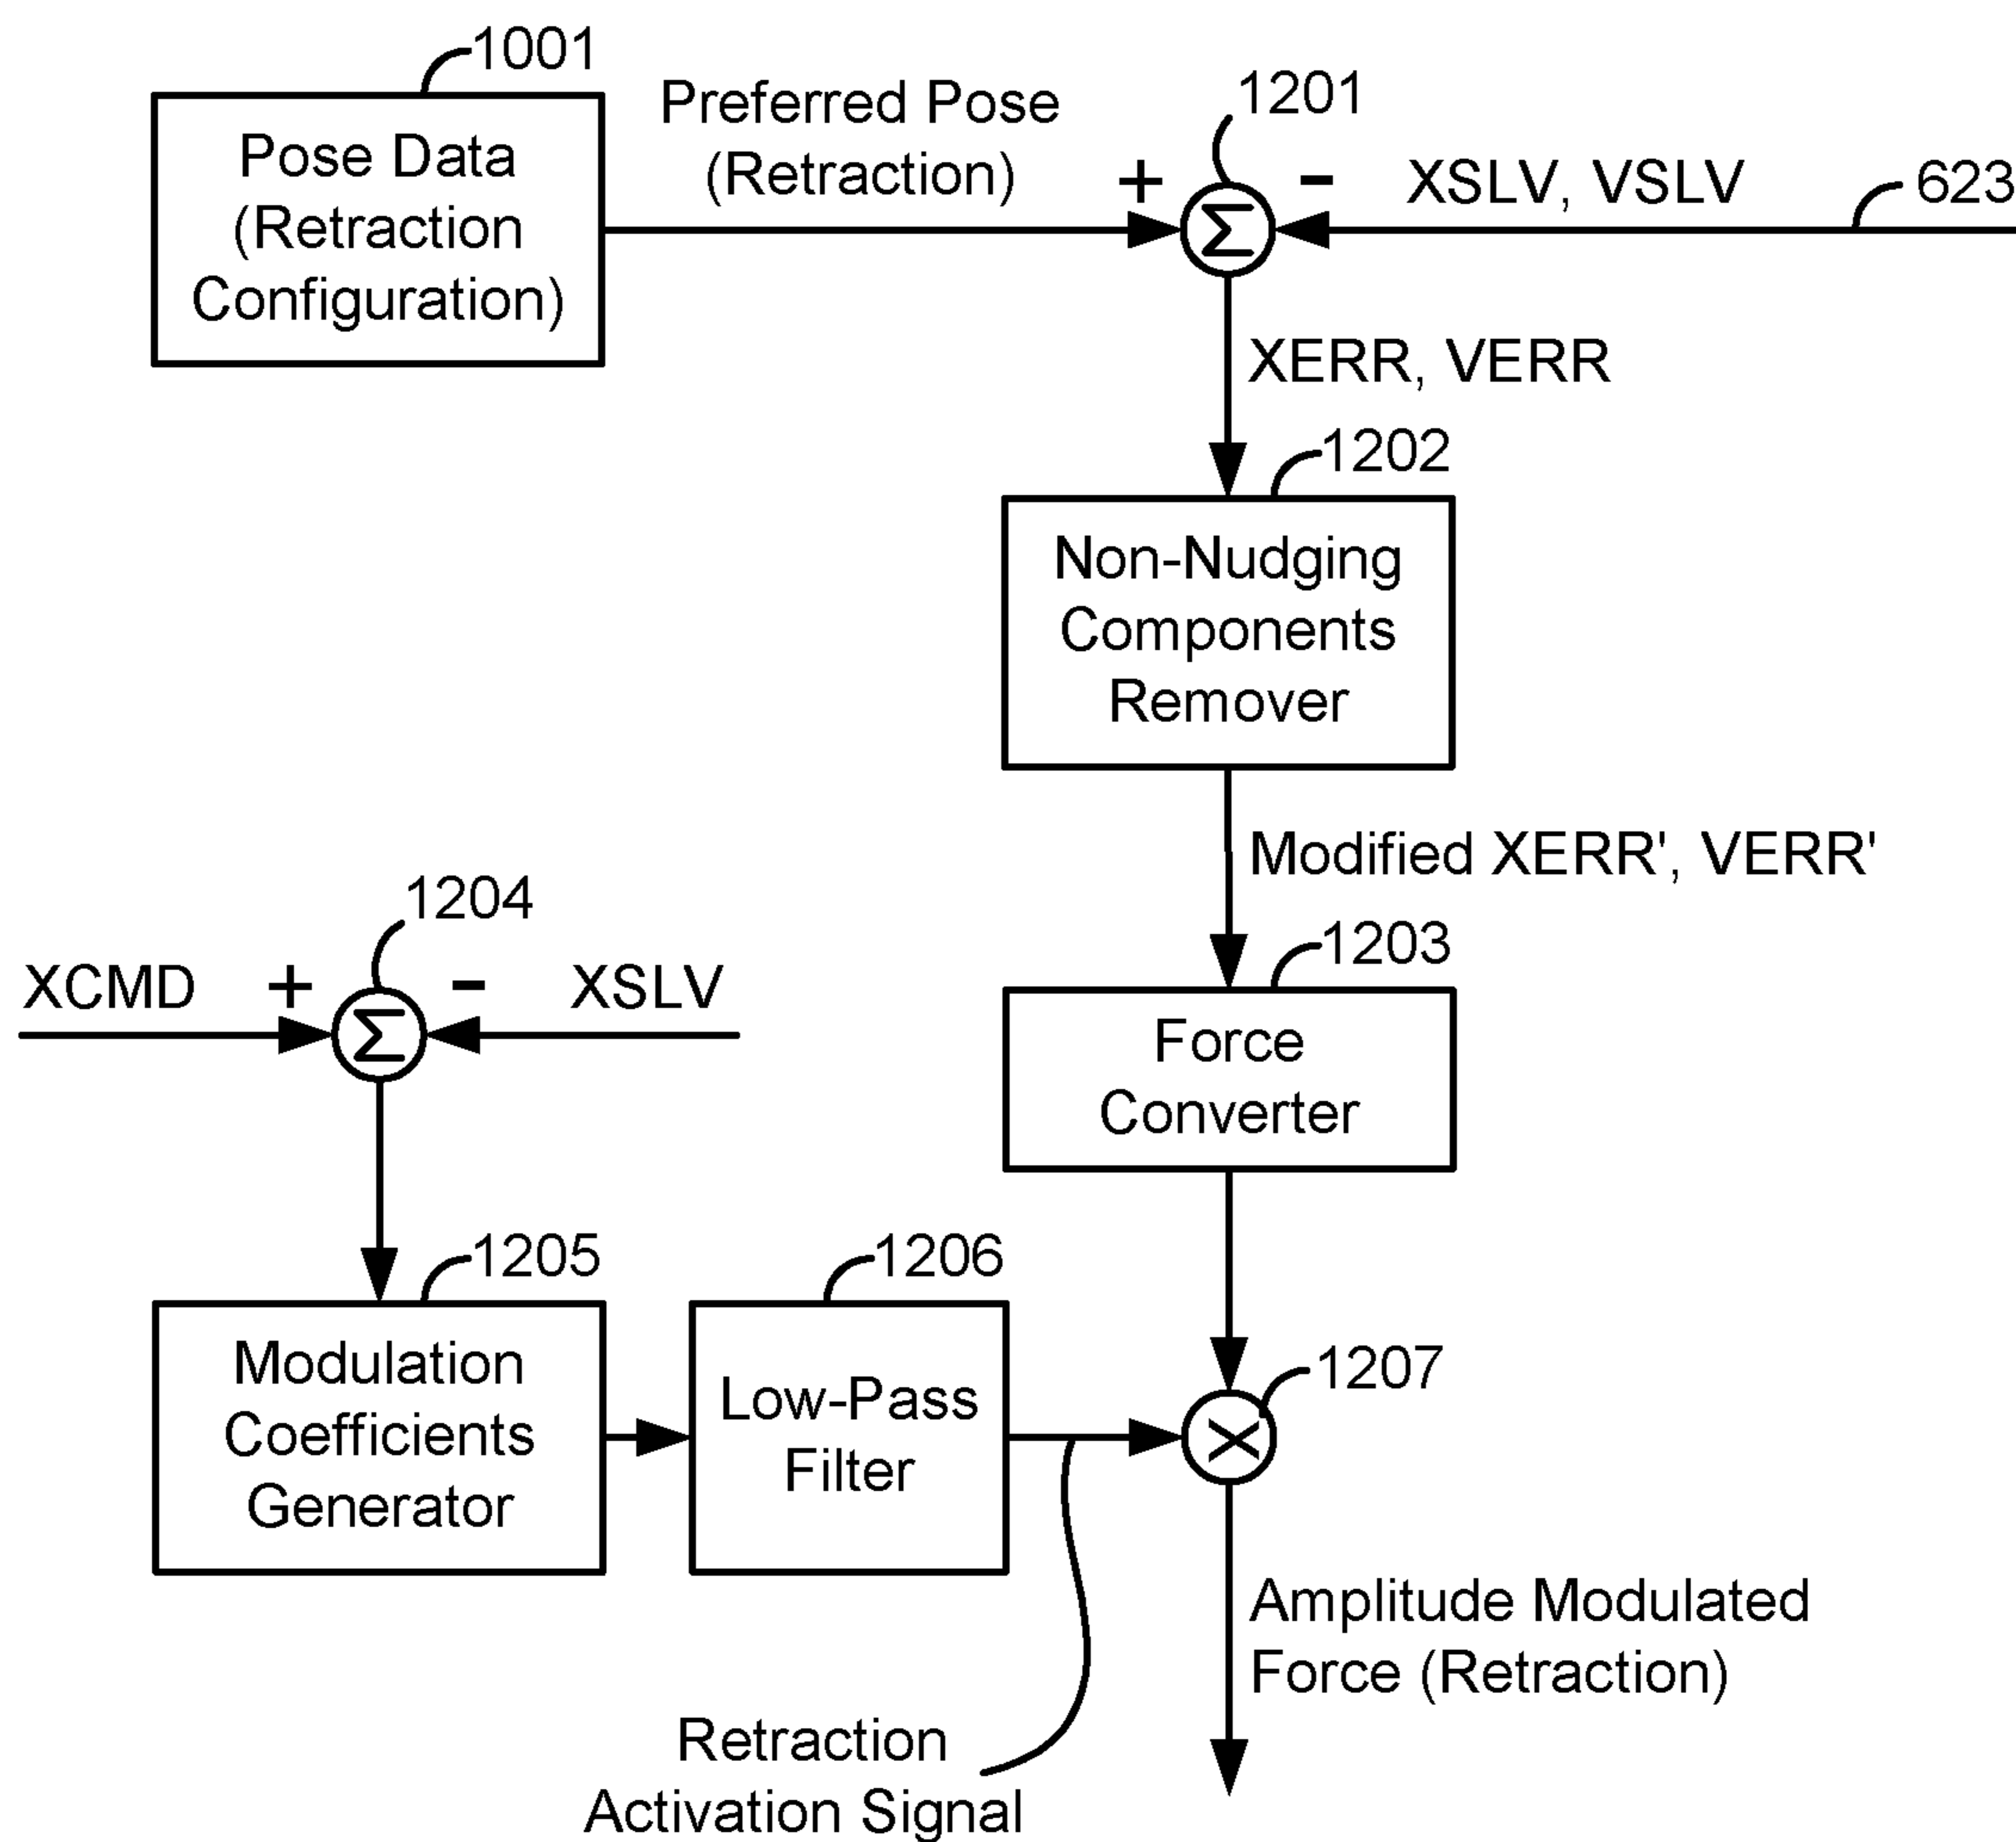 1001
Pose Data
(Retraction
Configuration)
Preferred Pose
(Retraction)
1201
+
-
Σ
XSLV, VSLV
623
XERR, VERR
1202
Non-Nudging
Components
Remover
Modified XERR', VERR'
1203
Force
Converter
1204
XCMD
+
-
Σ
XSLV
1205
Modulation
Coefficients
Generator
1206
Low-Pass
Filter
1207
X
Retraction
Activation Signal
Amplitude Modulated
Force (Retraction)